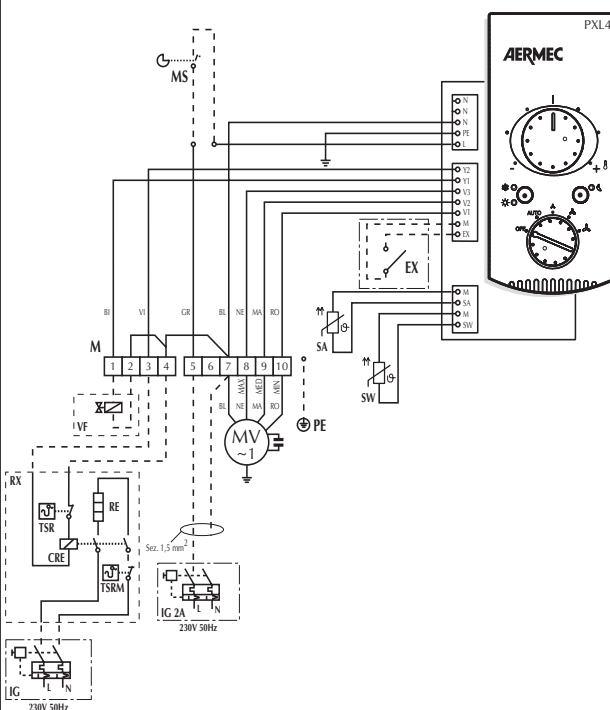 PXL4
AERMEC
MS
N
N
N
PE
L
Y2
Y1
V3
V2
V1
M
EX
- +
AUTO
OFF
EX
M
SA
M
SW
BI VI GR BL NE MA RO
SA
SW
M
1 2 3 4 5 6 7 8 9 10
MAX MED MIN
BL NE MA RO
VF
MV
~1
PE
RX
TSR
RE
CRE
TSRM
Sez. 1,5 mm2
IG 2A L N
230V 50Hz
IG L N
230V 50Hz